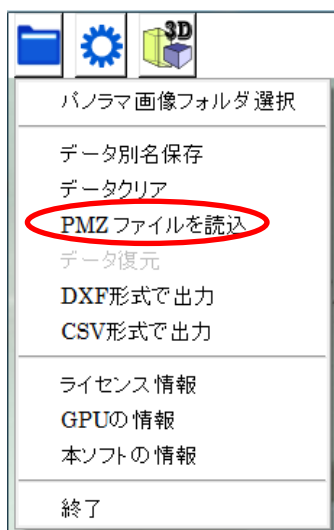 3D
パノラマ画像フォルダ選択
データ別名保存
データクリア
PMZファイルを読込
データ復元
DXF形式で出力
CSV形式で出力
ライセンス情報
GPUの情報
本ソフトの情報
終了